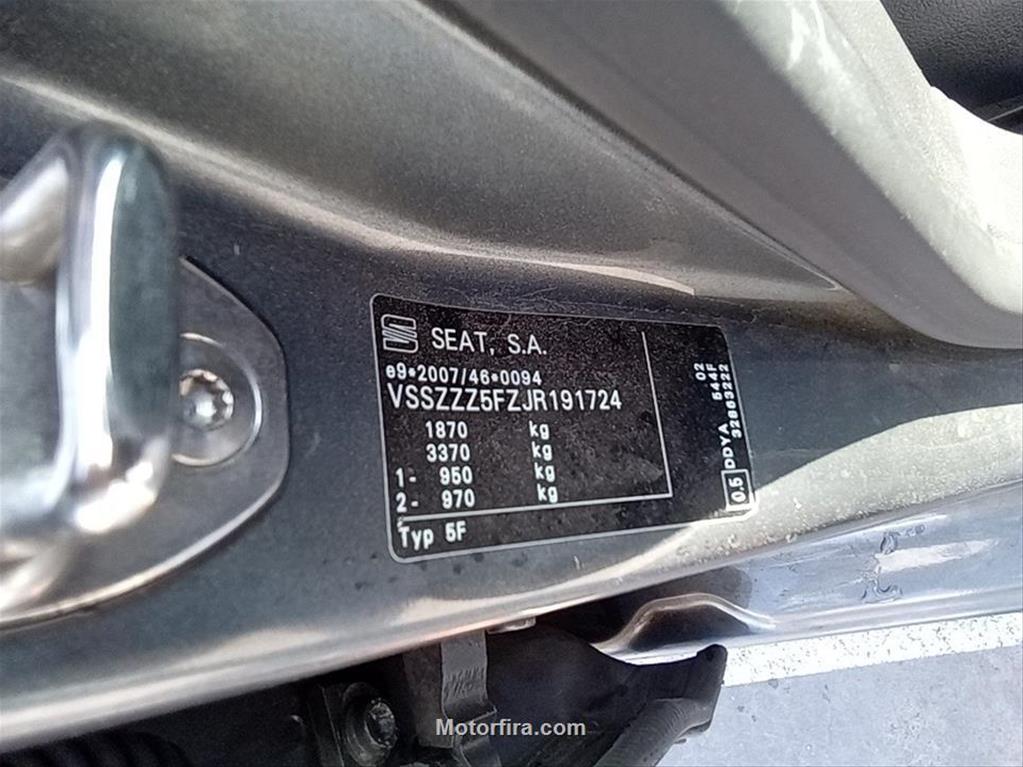 SEAT, S.A.
e9*2007/46*0094
VSSZZZ5FZJR191724
1870 kg
3370 kg
1- 950 kg
2- 970 kg
Typ 5F
0.5 DDYA 544F 02
32863222
Motorfira.com